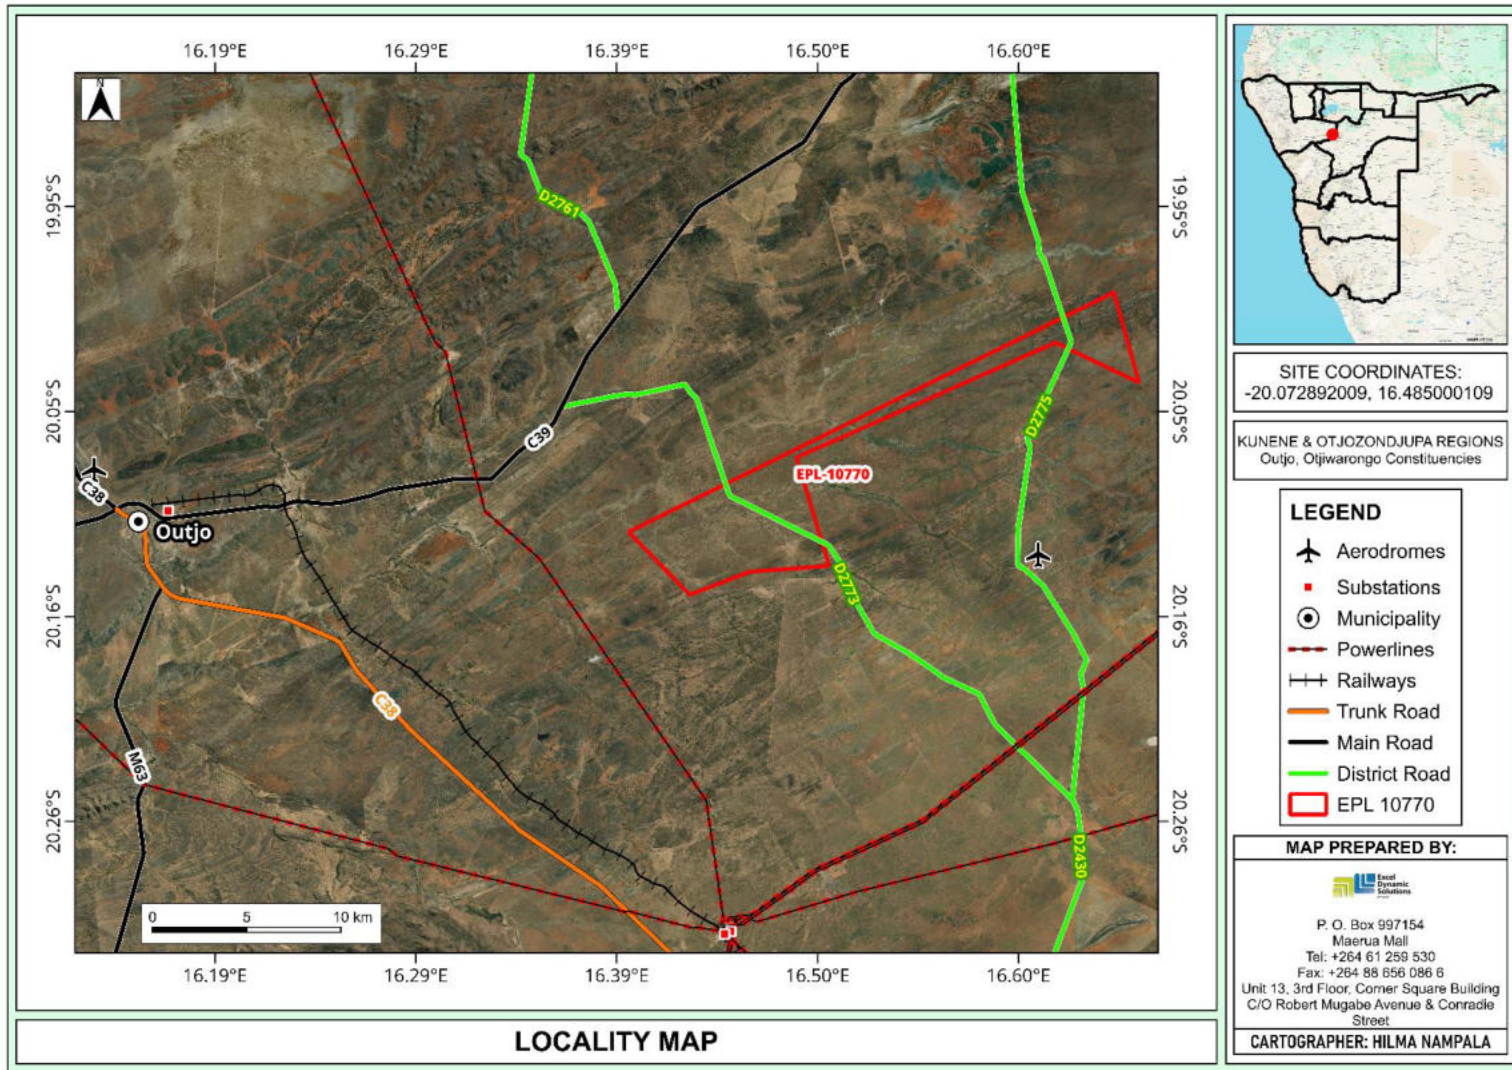 16.19°E 16.29°E 16.39°E 16.50°E 16.60°E
N
19.95°S
19.95°S
D2761
20.05°S
20.05°S
D2775
C39
EPL-10770
C38
Outjo
D2773
20.16°S
20.16°S
C38
M63
20.26°S
20.26°S
D2430
0 5 10 km
16.19°E 16.29°E 16.39°E 16.50°E 16.60°E
LOCALITY MAP
SITE COORDINATES:
-20.072892009, 16.485000109
KUNENE & OTJOZONDJUPA REGIONS
Outjo, Otjiwarongo Constituencies
LEGEND
Aerodromes
Substations
Municipality
Powerlines
Railways
Trunk Road
Main Road
District Road
EPL 10770
MAP PREPARED BY:
Excel
Dynamic
Solutions
P. O. Box 997154
Maerua Mall
Tel: +264 61 259 530
Fax: +264 88 656 086 6
Unit 13, 3rd Floor, Corner Square Building
C/O Robert Mugabe Avenue & Conradie
Street
CARTOGRAPHER: HILMA NAMPALA